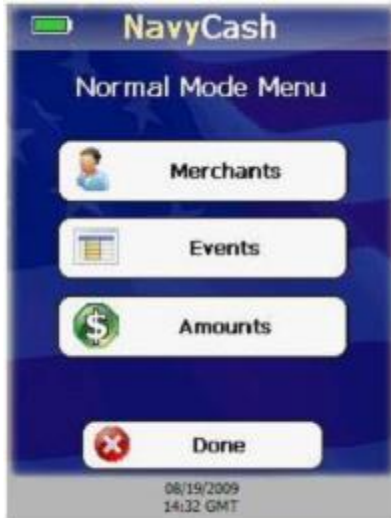 NavyCash
Normal Mode Menu
Merchants
Events
Amounts
Done
08/19/2009
14:32 GMT